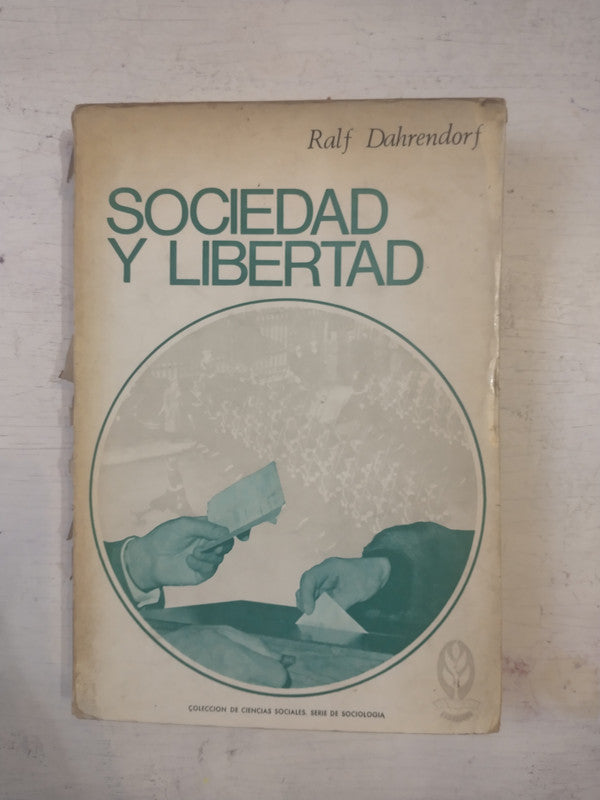 Ralf Dahrendorf
SOCIEDAD
Y LIBERTAD
COLECCION DE CIENCIAS SOCIALES. SERIE DE SOCIOLOGIA